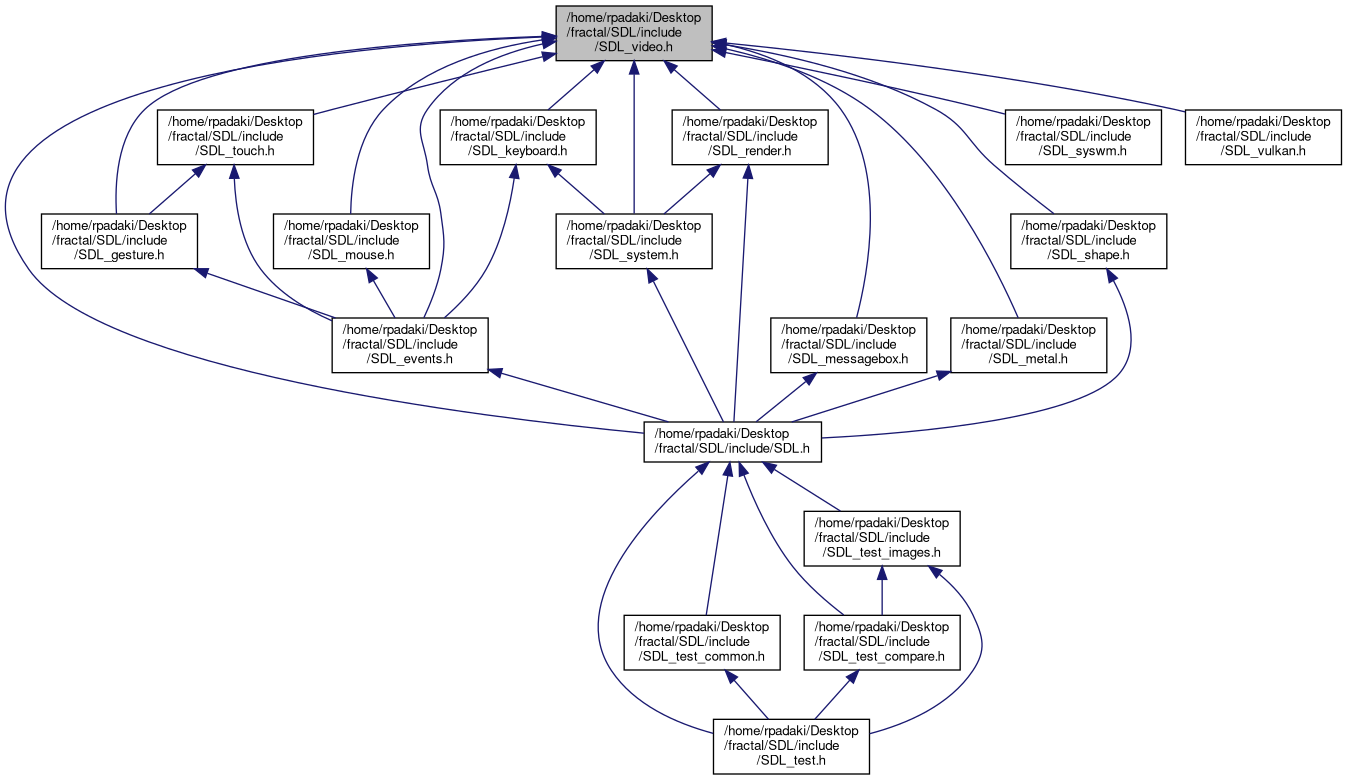 /home/rpadaki/Desktop
/fractal/SDL/include
/SDL_video.h
/home/rpadaki/Desktop
/fractal/SDL/include
/SDL_touch.h
/home/rpadaki/Desktop
/fractal/SDL/include
/SDL_keyboard.h
/home/rpadaki/Desktop
/fractal/SDL/include
/SDL_render.h
/home/rpadaki/Desktop
/fractal/SDL/include
/SDL_syswm.h
/home/rpadaki/Desktop
/fractal/SDL/include
/SDL_vulkan.h
/home/rpadaki/Desktop
/fractal/SDL/include
/SDL_gesture.h
/home/rpadaki/Desktop
/fractal/SDL/include
/SDL_mouse.h
/home/rpadaki/Desktop
/fractal/SDL/include
/SDL_system.h
/home/rpadaki/Desktop
/fractal/SDL/include
/SDL_shape.h
/home/rpadaki/Desktop
/fractal/SDL/include
/SDL_events.h
/home/rpadaki/Desktop
/fractal/SDL/include
/SDL_messagebox.h
/home/rpadaki/Desktop
/fractal/SDL/include
/SDL_metal.h
/home/rpadaki/Desktop
/fractal/SDL/include/SDL.h
/home/rpadaki/Desktop
/fractal/SDL/include
/SDL_test_images.h
/home/rpadaki/Desktop
/fractal/SDL/include
/SDL_test_common.h
/home/rpadaki/Desktop
/fractal/SDL/include
/SDL_test_compare.h
/home/rpadaki/Desktop
/fractal/SDL/include
/SDL_test.h